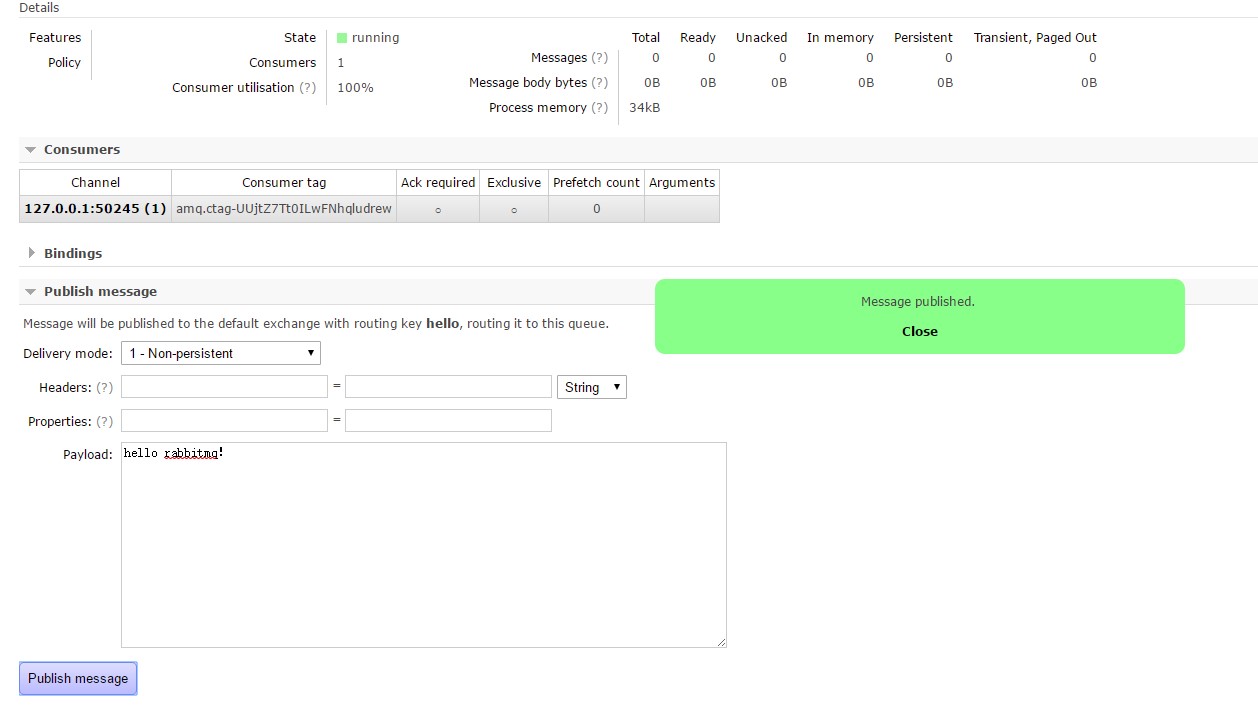 Details
Features State running Total Ready Unacked In memory Persistent Transient, Paged Out
Messages (?) 0 0 0 0 0 0
Policy Consumers 1
Message body bytes (?) 0B 0B 0B 0B 0B 0B
Consumer utilisation (?) 100%
Process memory (?) 34kB
Consumers
Channel Consumer tag Ack required Exclusive Prefetch count Arguments
127.0.0.1:50245 (1) amq.ctag-UUjtZ7Tt0ILwFNhqludrew ○ ○ 0
Bindings
Publish message
Message published.
Close
Message will be published to the default exchange with routing key hello, routing it to this queue.
Delivery mode: 1 - Non-persistent
Headers: (?) = String
Properties: (?) =
Payload: hello rabbitmq!
Publish message